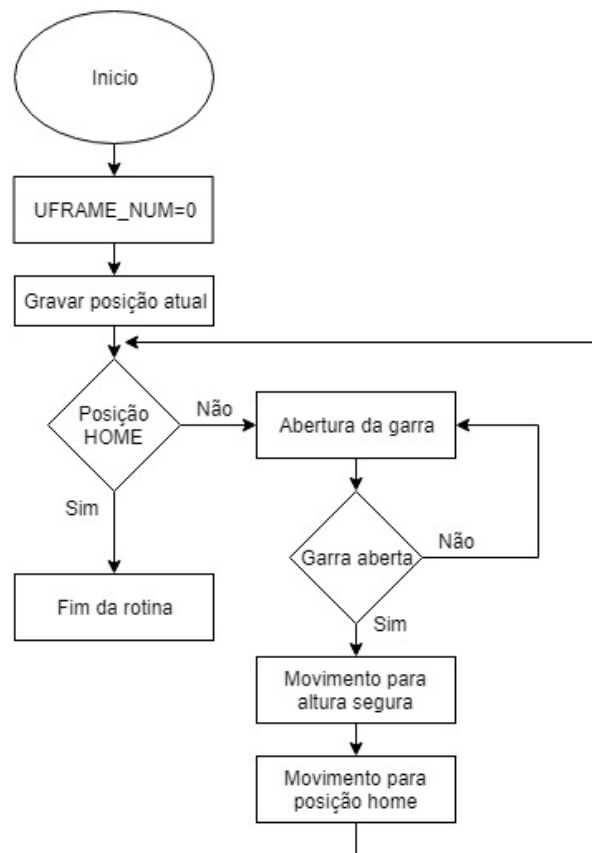 Inicio
UFRAME_NUM=0
Gravar posição atual
Posição
HOME
Não
Abertura da garra
Sim
Garra aberta
Não
Fim da rotina
Sim
Movimento para
altura segura
Movimento para
posição home